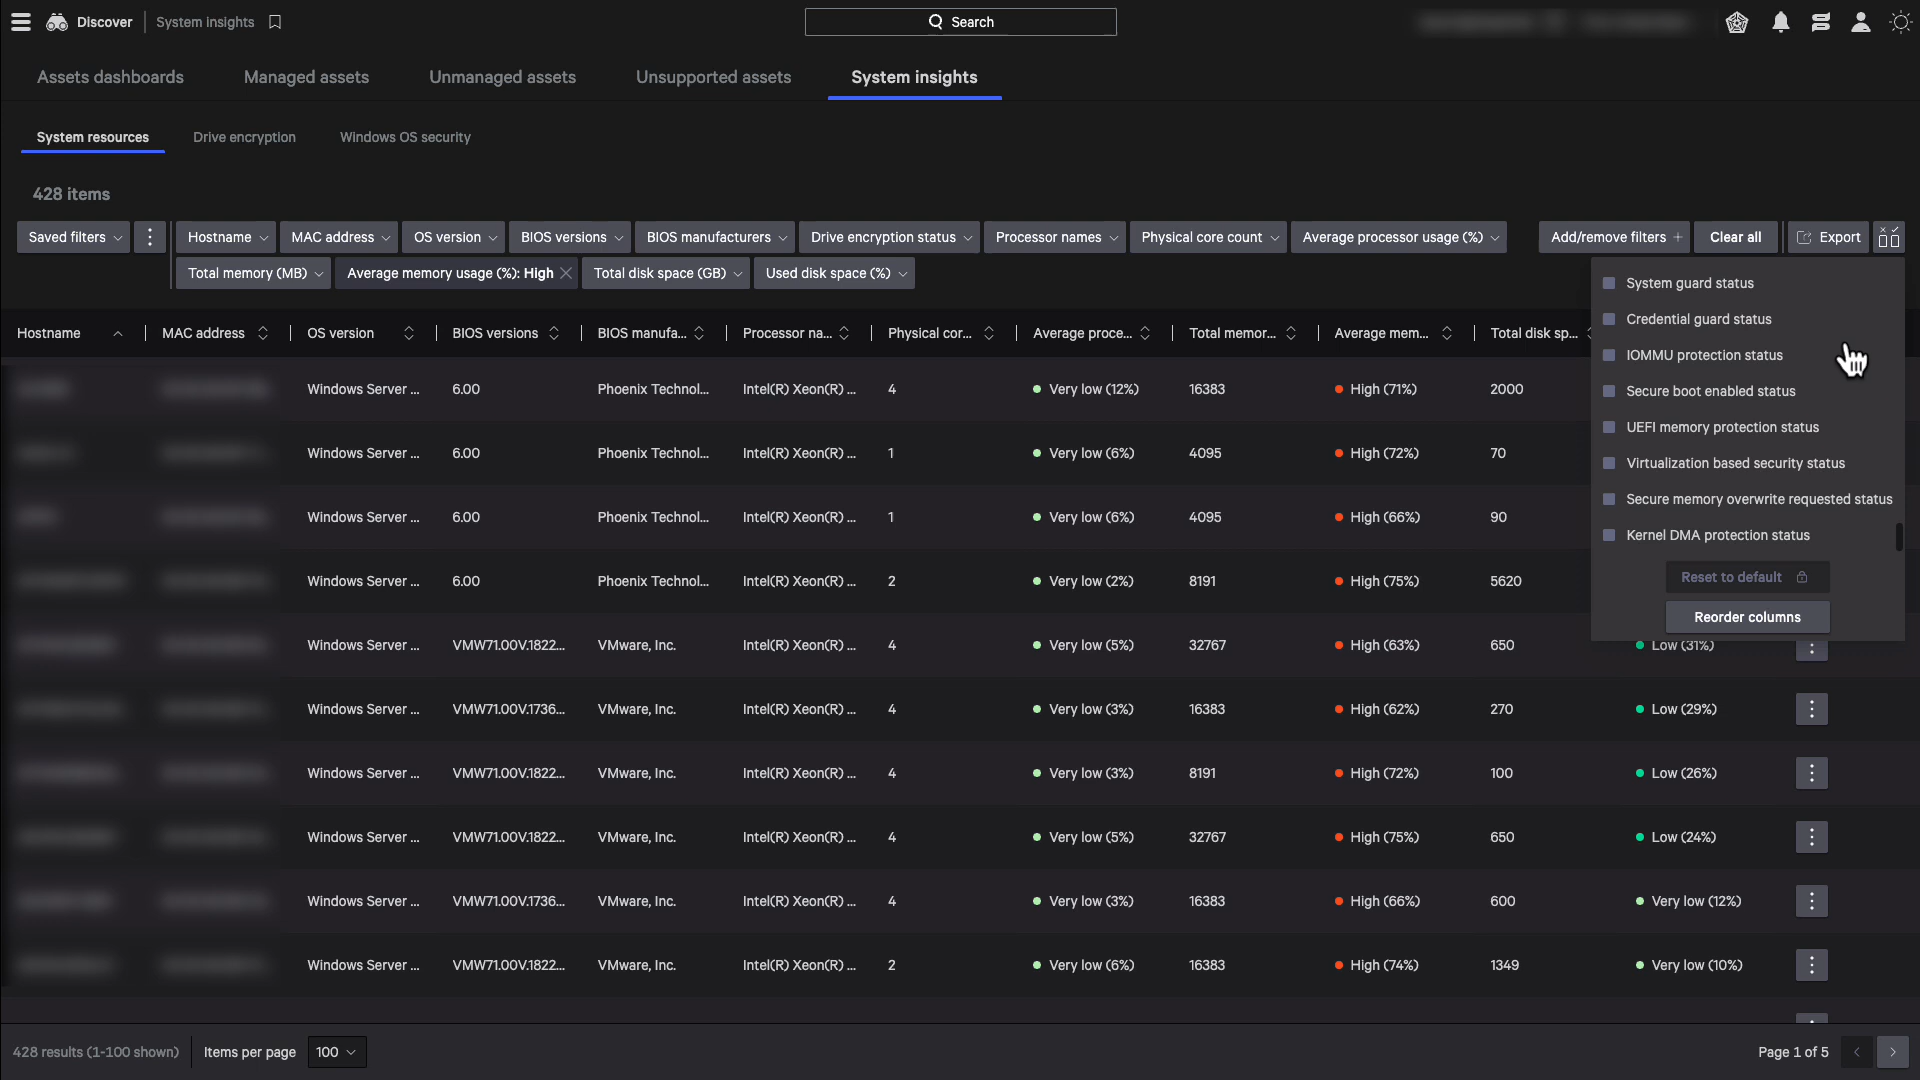 Discover System insights Search
Assets dashboards Managed assets Unmanaged assets Unsupported assets System insights
System resources Drive encryption Windows OS security
428 items
Saved filters Hostname MAC address OS version BIOS versions BIOS manufacturers Drive encryption status Processor names Physical core count Average processor usage (%) Add/remove filters + Clear all Export
Total memory (MB) Average memory usage (%): High Total disk space (GB) Used disk space (%)
System guard status
Credential guard status
IOMMU protection status
Secure boot enabled status
UEFI memory protection status
Virtualization based security status
Secure memory overwrite requested status
Kernel DMA protection status
Reset to default
Reorder columns
Hostname MAC address OS version BIOS versions BIOS manufa... Processor na... Physical cor... Average proce... Total memor... Average mem... Total disk sp...
Windows Server ... 6.00 Phoenix Technol... Intel(R) Xeon(R) ... 4 Very low (12%) 16383 High (71%) 2000
Windows Server ... 6.00 Phoenix Technol... Intel(R) Xeon(R) ... 1 Very low (6%) 4095 High (72%) 70
Windows Server ... 6.00 Phoenix Technol... Intel(R) Xeon(R) ... 1 Very low (6%) 4095 High (66%) 90
Windows Server ... 6.00 Phoenix Technol... Intel(R) Xeon(R) ... 2 Very low (2%) 8191 High (75%) 5620
Windows Server ... VMW71.00V.1822... VMware, Inc. Intel(R) Xeon(R) ... 4 Very low (5%) 32767 High (63%) 650 Low (31%)
Windows Server ... VMW71.00V.1736... VMware, Inc. Intel(R) Xeon(R) ... 4 Very low (3%) 16383 High (62%) 270 Low (29%)
Windows Server ... VMW71.00V.1822... VMware, Inc. Intel(R) Xeon(R) ... 4 Very low (3%) 8191 High (72%) 100 Low (26%)
Windows Server ... VMW71.00V.1822... VMware, Inc. Intel(R) Xeon(R) ... 4 Very low (5%) 32767 High (75%) 650 Low (24%)
Windows Server ... VMW71.00V.1736... VMware, Inc. Intel(R) Xeon(R) ... 4 Very low (3%) 16383 High (66%) 600 Very low (12%)
Windows Server ... VMW71.00V.1822... VMware, Inc. Intel(R) Xeon(R) ... 2 Very low (6%) 16383 High (74%) 1349 Very low (10%)
428 results (1-100 shown) Items per page 100 Page 1 of 5